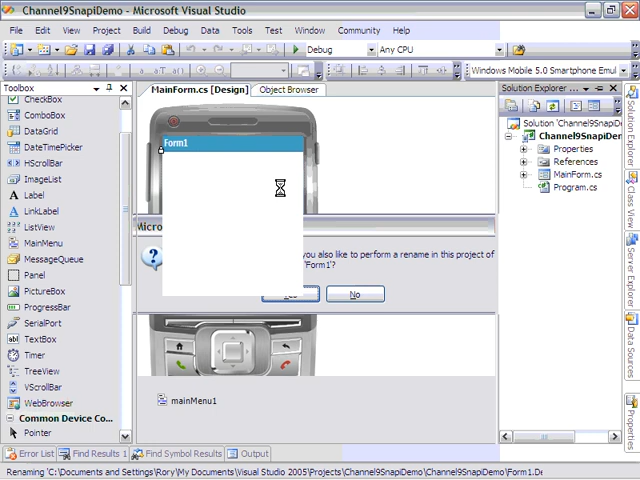 Channel9SnapiDemo - Microsoft Visual Studio
File Edit View Project Build Debug Data Tools Test Window Community Help
Debug Any CPU
Windows Mobile 5.0 Smartphone Emul
Toolbox
MainForm.cs [Design] Object Browser
Solution Explorer
CheckBox
ComboBox
DataGrid
DateTimePicker
HScrollBar
ImageList
Label
LinkLabel
ListView
MainMenu
MessageQueue
Panel
PictureBox
ProgressBar
SerialPort
TextBox
Timer
TreeView
VScrollBar
WebBrowser
Common Device Co...
Pointer
Form1
Micro
you also like to perform a rename in this project of
'Form1'?
Yes No
mainMenu1
Solution 'Channel9SnapiD
Channel9SnapiDem
Properties
References
MainForm.cs
Program.cs
Solution Explorer
Class View
Server Explorer
Data Sources
Properties
Error List Find Results 1 Find Symbol Results Output
Renaming 'C:\Documents and Settings\Rory\My Documents\Visual Studio 2005\Projects\Channel9SnapiDemo\Channel9SnapiDemo\Form1.De